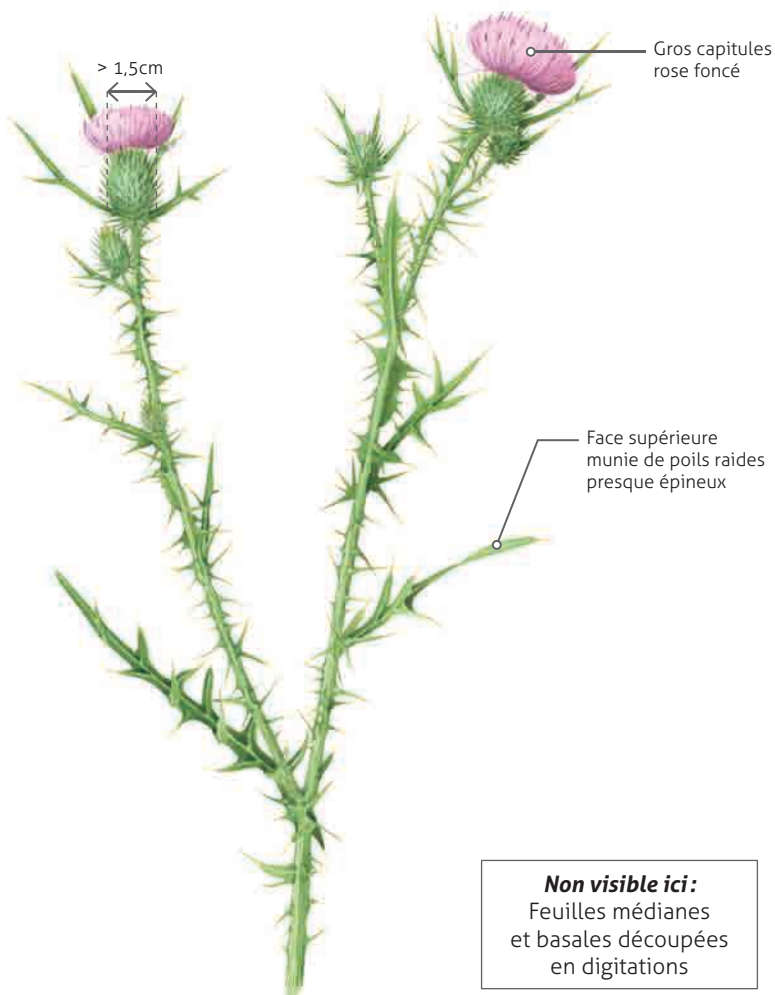 > 1,5cm
Gros capitules
rose foncé
Face supérieure
munie de poils raides
presque épineux
Non visible ici :
Feuilles médianes
et basales découpées
en digitations